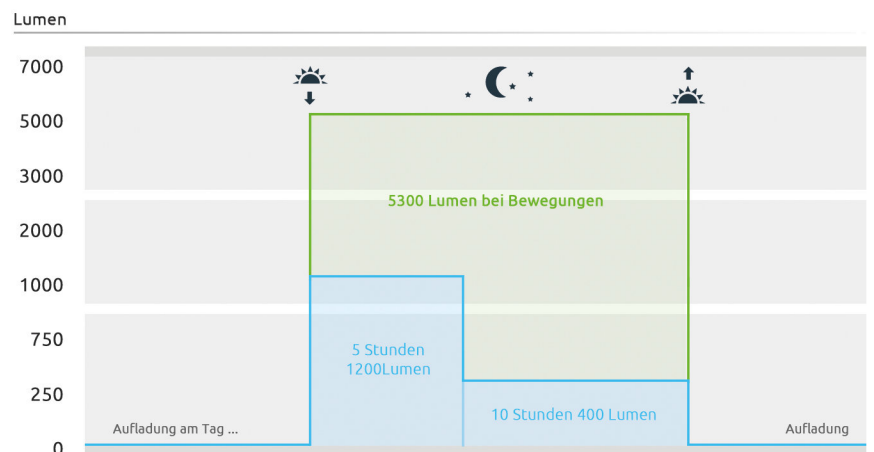 Lumen
7000
5000
3000
2000
1000
750
250
0
5300 Lumen bei Bewegungen
5 Stunden
1200Lumen
10 Stunden 400 Lumen
Aufladung am Tag ...
Aufladung